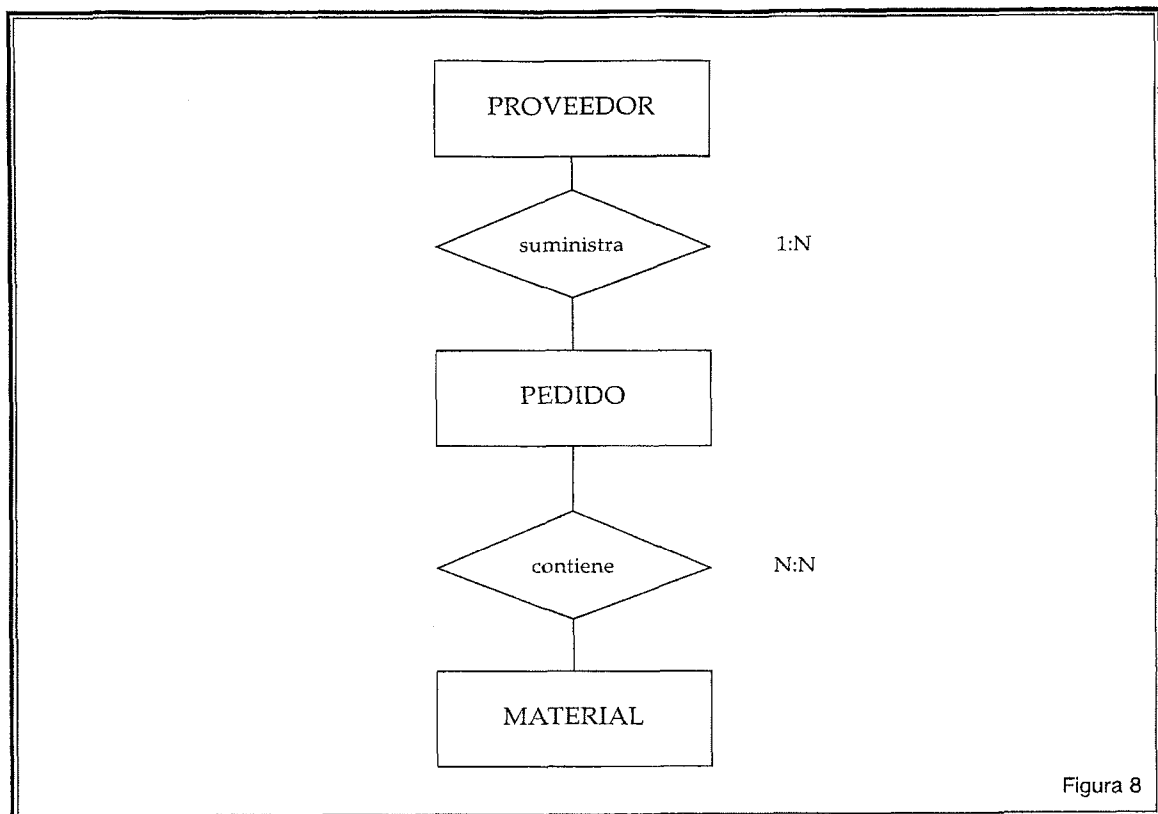 PROVEEDOR
suministra 1:N
PEDIDO
contiene N:N
MATERIAL
Figura 8